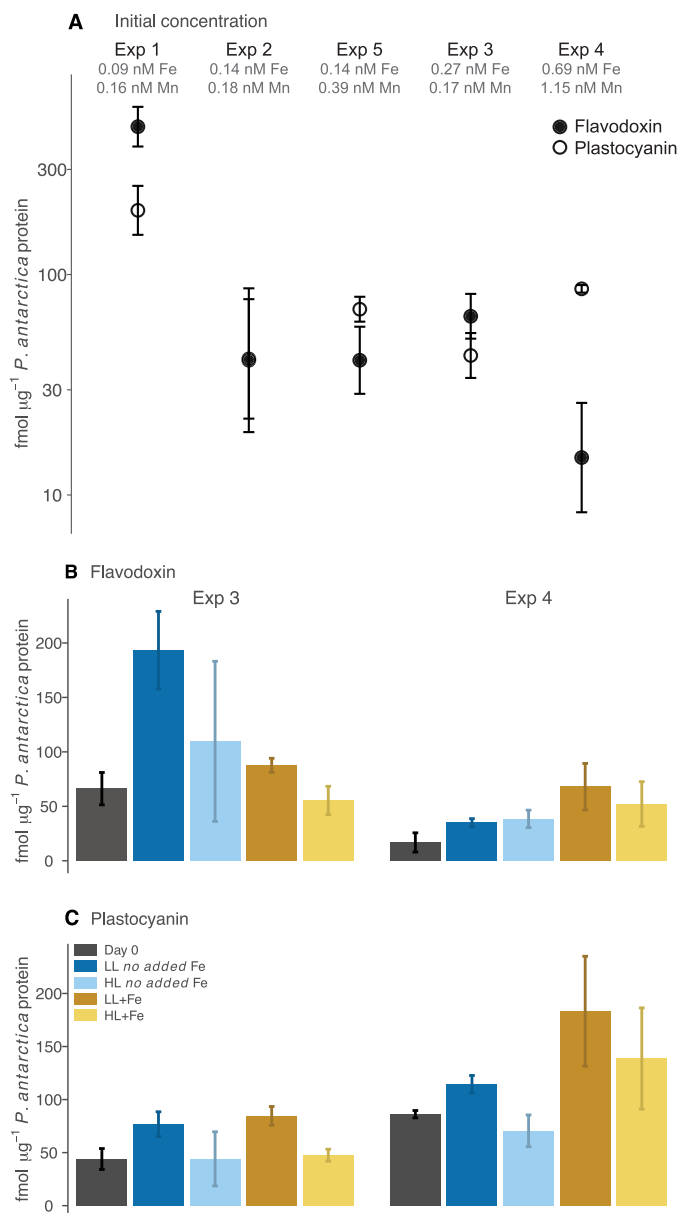 A Initial concentration
Exp 1 Exp 2 Exp 5 Exp 3 Exp 4
0.09 nM Fe 0.14 nM Fe 0.14 nM Fe 0.27 nM Fe 0.69 nM Fe
0.16 nM Mn 0.18 nM Mn 0.39 nM Mn 0.17 nM Mn 1.15 nM Mn
Flavodoxin
Plastocyanin
fmol μg⁻¹ P. antarctica protein
300
100
30
10
B Flavodoxin
Exp 3 Exp 4
fmol μg⁻¹ P. antarctica protein
200
150
100
50
0
C Plastocyanin
Day 0
LL no added Fe
HL no added Fe
LL+Fe
HL+Fe
fmol μg⁻¹ P. antarctica protein
200
150
100
50
0